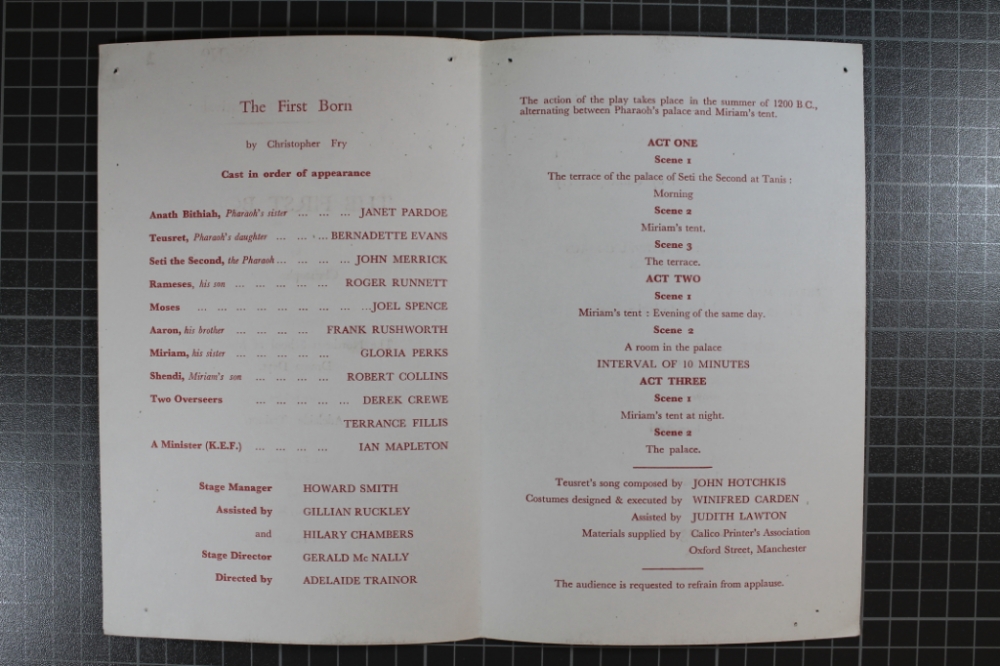 The First Born
by Christopher Fry
Cast in order of appearance
Anath Bithiah, Pharaoh's sister ... ... ... JANET PARDOE
Teusret, Pharaoh's daughter ... ... ... BERNADETTE EVANS
Seti the Second, the Pharaoh ... ... ... ... JOHN MERRICK
Rameses, his son ... ... ... ... ... ROGER RUNNETT
Moses ... ... ... ... ... ... ... ... ... JOEL SPENCE
Aaron, his brother ... ... ... ... FRANK RUSHWORTH
Miriam, his sister ... ... ... ... ... GLORIA PERKS
Shendi, Miriam's son ... ... ... ... ROBERT COLLINS
Two Overseers ... ... ... ... ... DEREK CREWE
TERRANCE FILLIS
A Minister (K.E.F.) ... ... ... ... IAN MAPLETON
Stage Manager HOWARD SMITH
Assisted by GILLIAN RUCKLEY
and HILARY CHAMBERS
Stage Director GERALD Mc NALLY
Directed by ADELAIDE TRAINOR
The action of the play takes place in the summer of 1200 B.C.,
alternating between Pharaoh's palace and Miriam's tent.
ACT ONE
Scene 1
The terrace of the palace of Seti the Second at Tanis :
Morning
Scene 2
Miriam's tent.
Scene 3
The terrace.
ACT TWO
Scene 1
Miriam's tent : Evening of the same day.
Scene 2
A room in the palace
INTERVAL OF 10 MINUTES
ACT THREE
Scene 1
Miriam's tent at night.
Scene 2
The palace.
Teusret's song composed by JOHN HOTCHKIS
Costumes designed & executed by WINIFRED CARDEN
Assisted by JUDITH LAWTON
Materials supplied by Calico Printer's Association
Oxford Street, Manchester
The audience is requested to refrain from applause.